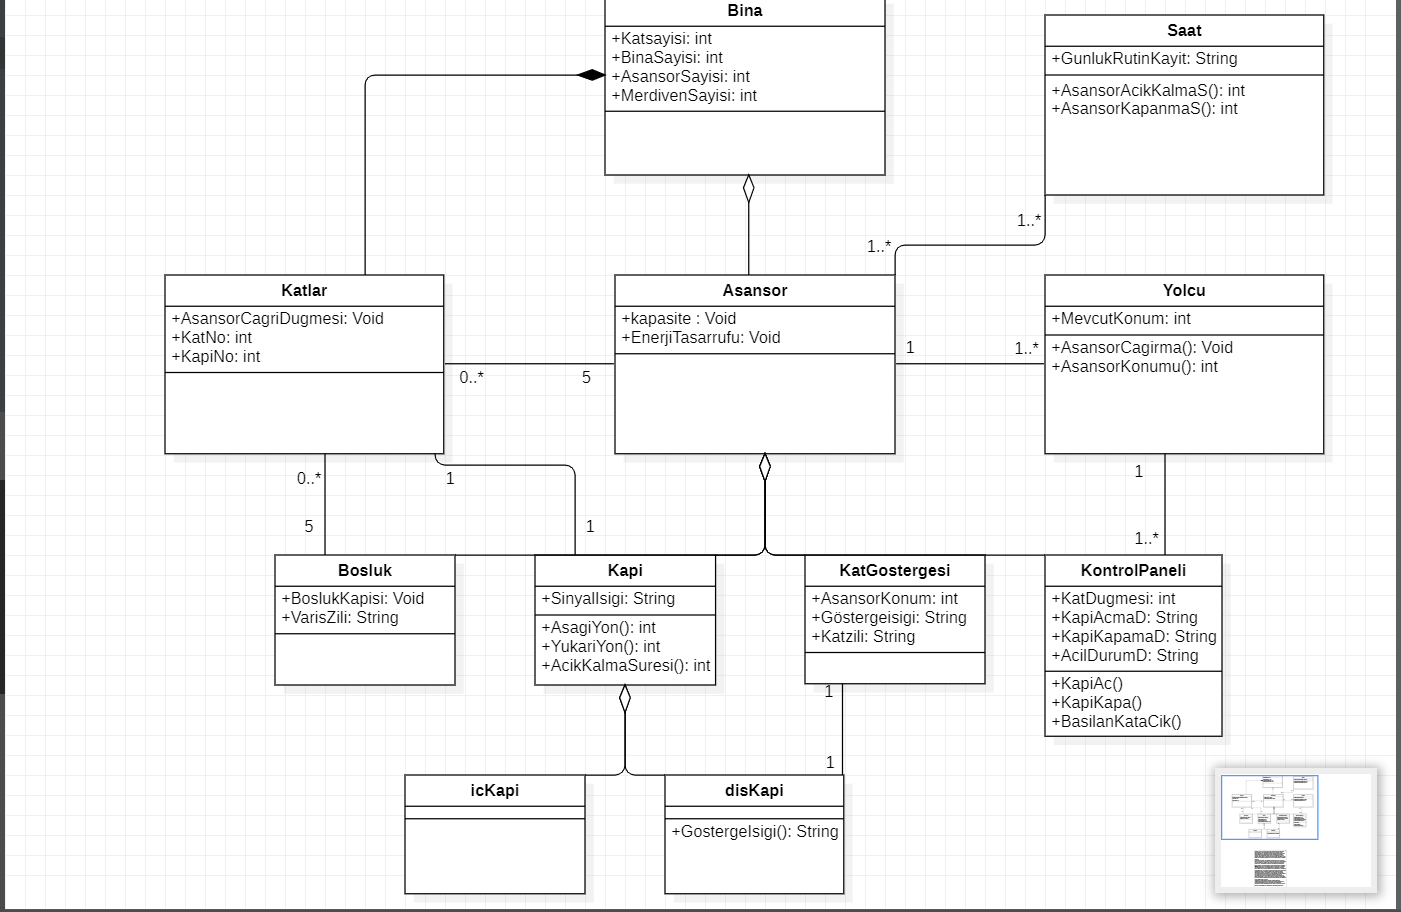 Bina
+Katsayisi: int
+BinaSayisi: int
+AsansorSayisi: int
+MerdivenSayisi: int
Saat
+GunlukRutinKayit: String
+AsansorAcikKalmaS(): int
+AsansorKapanmaS(): int
1..*
1..*
Katlar
+AsansorCagriDugmesi: Void
+KatNo: int
+KapiNo: int
Asansor
+kapasite : Void
+EnerjiTasarrufu: Void
Yolcu
+MevcutKonum: int
+AsansorCagirma(): Void
+AsansorKonumu(): int
0..*
5
1
1..*
0..*
5
1
1
1
1..*
Bosluk
+BoslukKapisi: Void
+VarisZili: String
Kapi
+SinyalIsigi: String
+AsagiYon(): int
+YukariYon(): int
+AcikKalmaSuresi(): int
KatGostergesi
+AsansorKonum: int
+Göstergeisigi: String
+Katzili: String
KontrolPaneli
+KatDugmesi: int
+KapiAcmaD: String
+KapiKapamaD: String
+AcilDurumD: String
+KapiAc()
+KapiKapa()
+BasilanKataCik()
1
1
icKapi
disKapi
+GostergeIsigi(): String